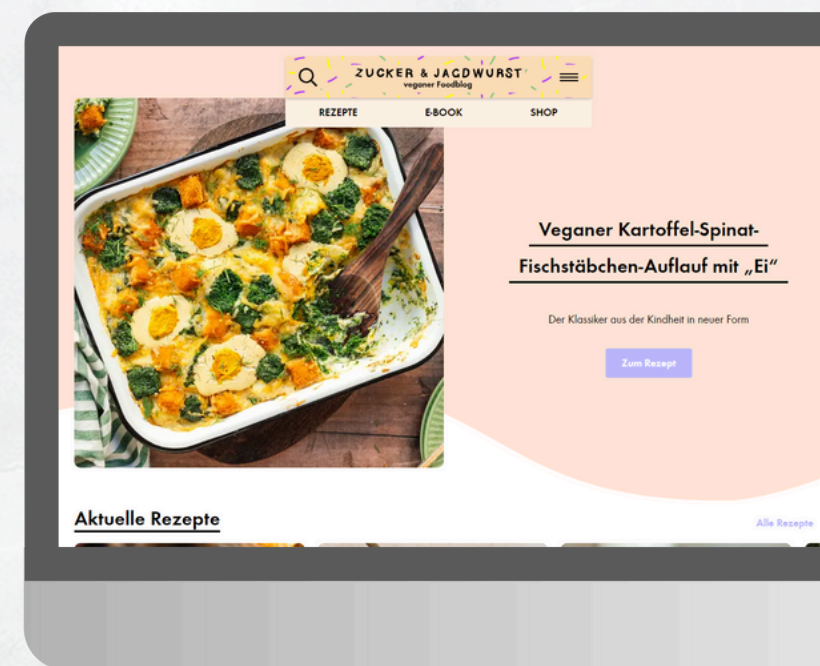 ZUCKER & JAGDWURST
veganer Foodblog
REZEPTE
E-BOOK
SHOP
Veganer Kartoffel-Spinat-
Fischstäbchen-Auflauf mit „Ei“
Der Klassiker aus der Kindheit in neuer Form
Zum Rezept
Aktuelle Rezepte
Alle Rezepte